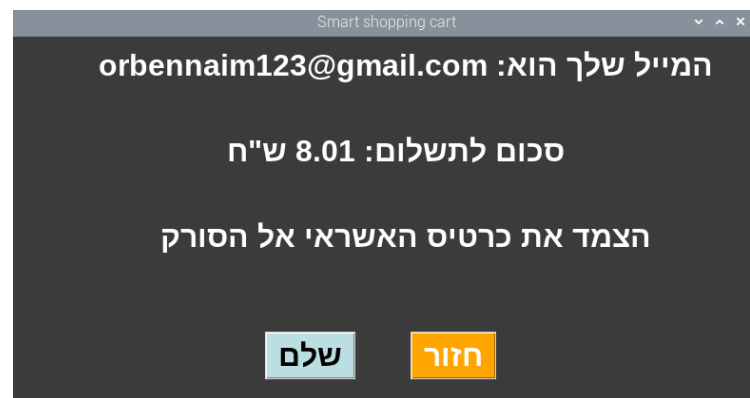 Smart shopping cart
המייל שלך הוא: orbennaim123@gmail.com
סכום לתשלום: 8.01 ש"ח
הצמד את כרטיס האשראי אל הסורק
חזור
שלם